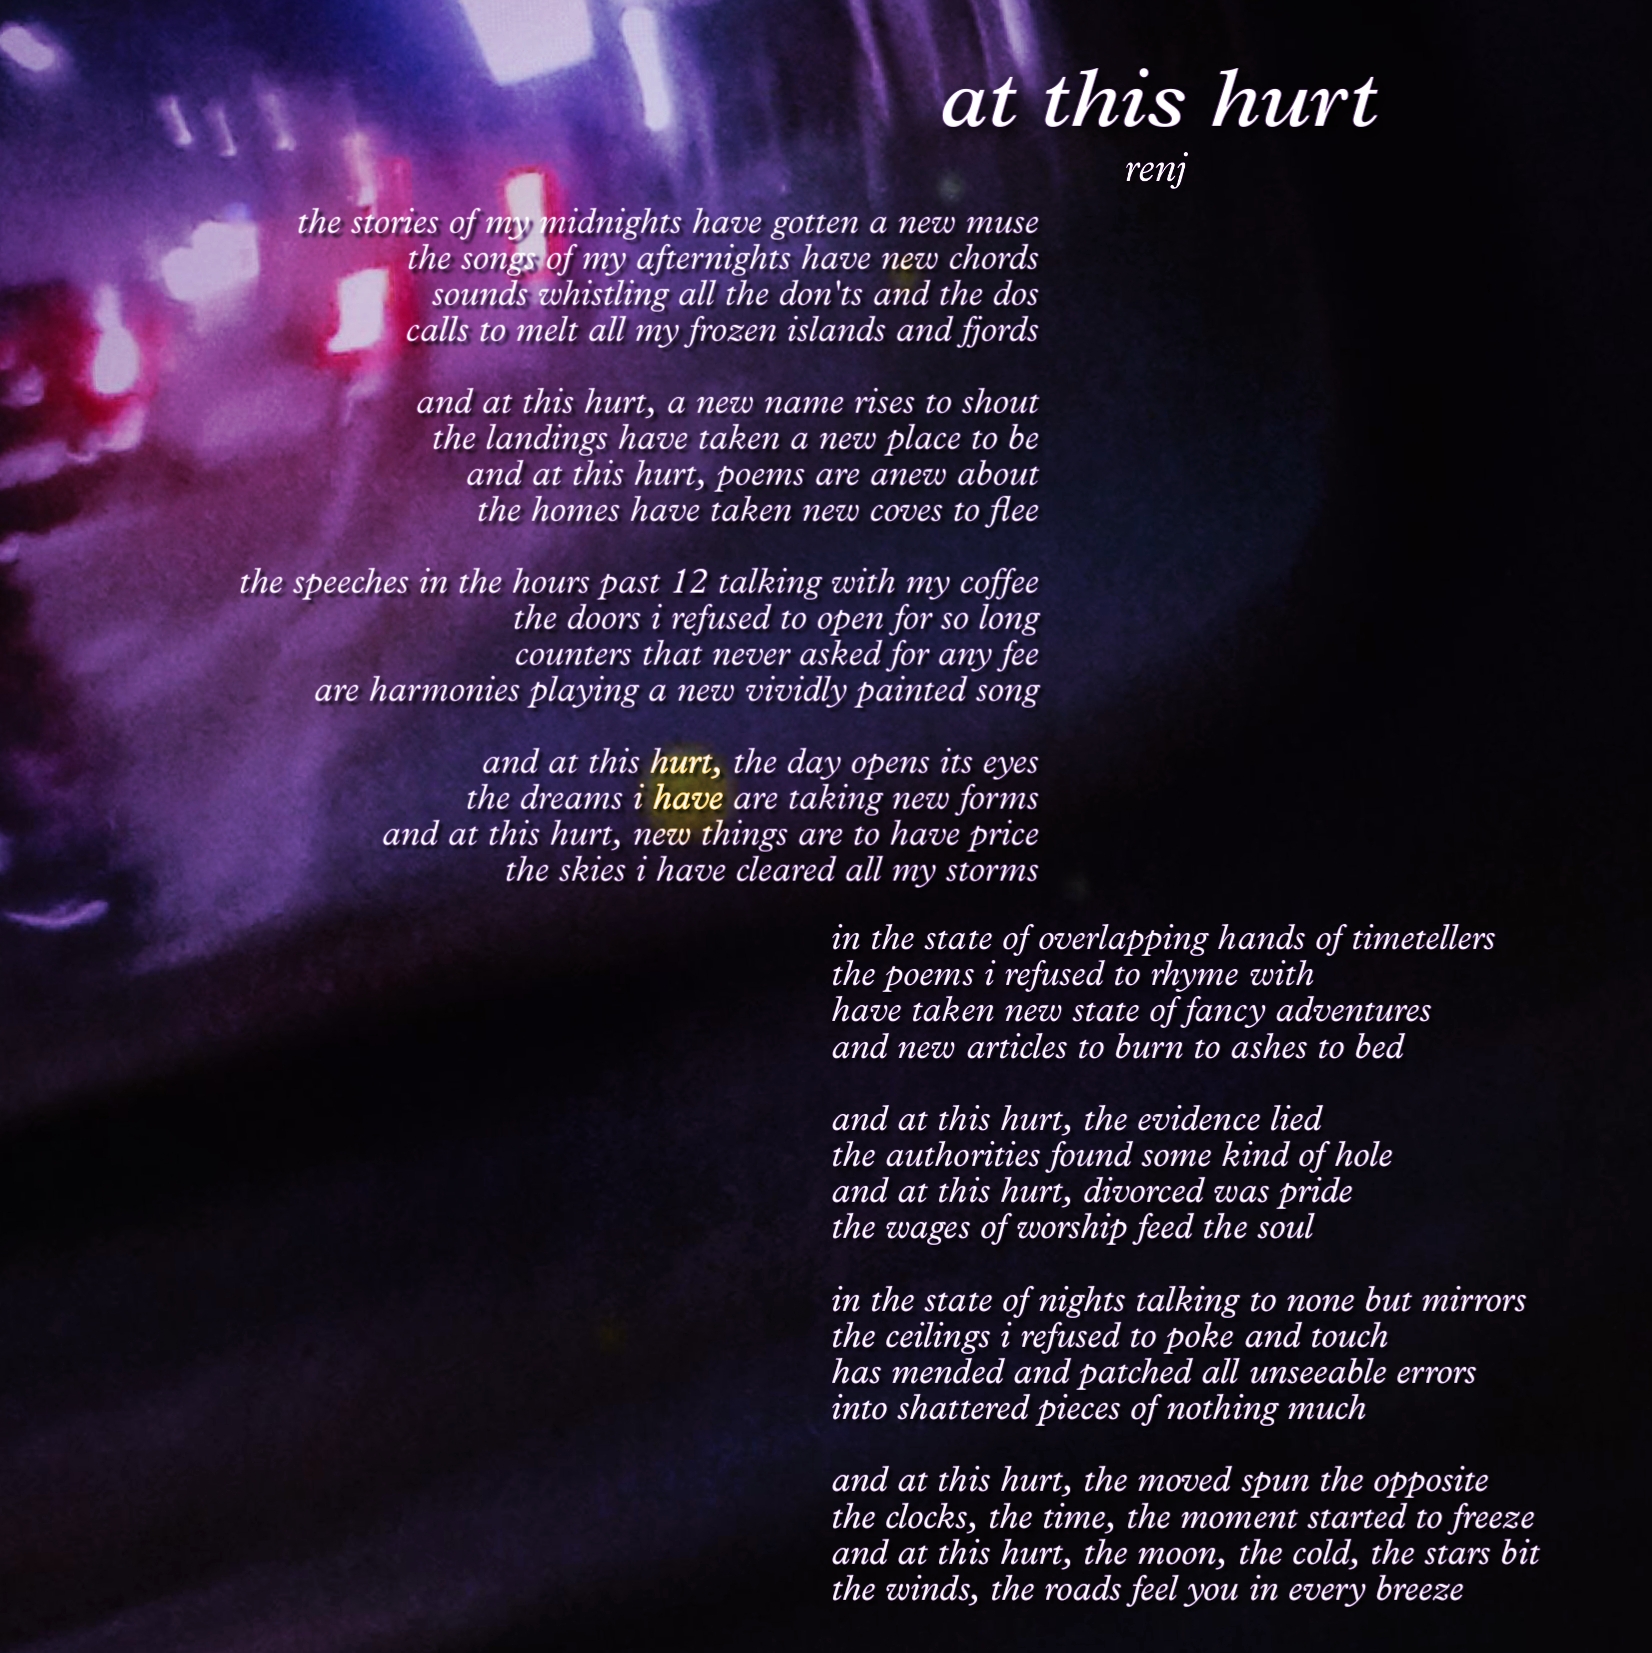 at this hurt
renj
the stories of my midnights have gotten a new muse
the songs of my afternights have new chords
sounds whistling all the don'ts and the dos
calls to melt all my frozen islands and fjords
and at this hurt, a new name rises to shout
the landings have taken a new place to be
and at this hurt, poems are anew about
the homes have taken new coves to flee
the speeches in the hours past 12 talking with my coffee
the doors i refused to open for so long
counters that never asked for any fee
are harmonies playing a new vividly painted song
and at this hurt, the day opens its eyes
the dreams i have are taking new forms
and at this hurt, new things are to have price
the skies i have cleared all my storms
in the state of overlapping hands of timetellers
the poems i refused to rhyme with
have taken new state of fancy adventures
and new articles to burn to ashes to bed
and at this hurt, the evidence lied
the authorities found some kind of hole
and at this hurt, divorced was pride
the wages of worship feed the soul
in the state of nights talking to none but mirrors
the ceilings i refused to poke and touch
has mended and patched all unseeable errors
into shattered pieces of nothing much
and at this hurt, the moved spun the opposite
the clocks, the time, the moment started to freeze
and at this hurt, the moon, the cold, the stars bit
the winds, the roads feel you in every breeze